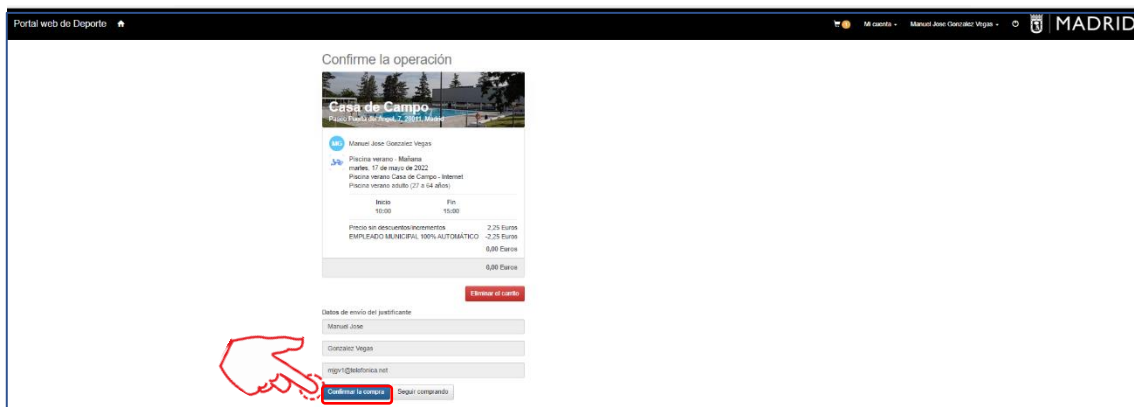 Portal web de Deporte
Mi cuenta
Manuel Jose Gonzalez Vegas
MADRID
Confirme la operación
Casa de Campo
Paseo Puerta del Angel, 7, 28011, Madrid
MG Manuel Jose Gonzalez Vegas
Piscina verano - Mañana
martes, 17 de mayo de 2022
Piscina verano Casa de Campo - Internet
Piscina verano adulto (27 a 64 años)
Inicio Fin
10:00 15:00
Precio sin descuentos/incrementos 2,25 Euros
EMPLEADO MUNICIPAL 100% AUTOMÁTICO -2,25 Euros
0,00 Euros
0,00 Euros
Eliminar el carrito
Datos de envío del justificante
Manuel Jose
Gonzalez Vegas
mjgv1@telefonica.net
Confirmar la compra Seguir comprando